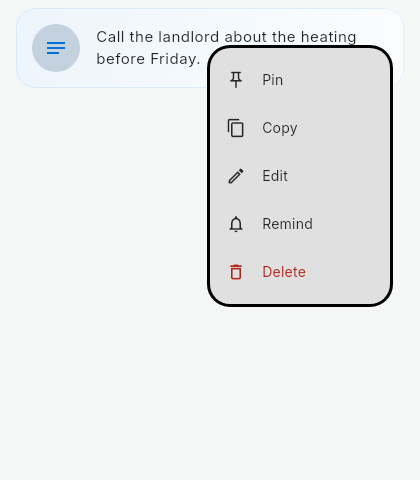 Call the landlord about the heating
before Friday.
Pin
Copy
Edit
Remind
Delete